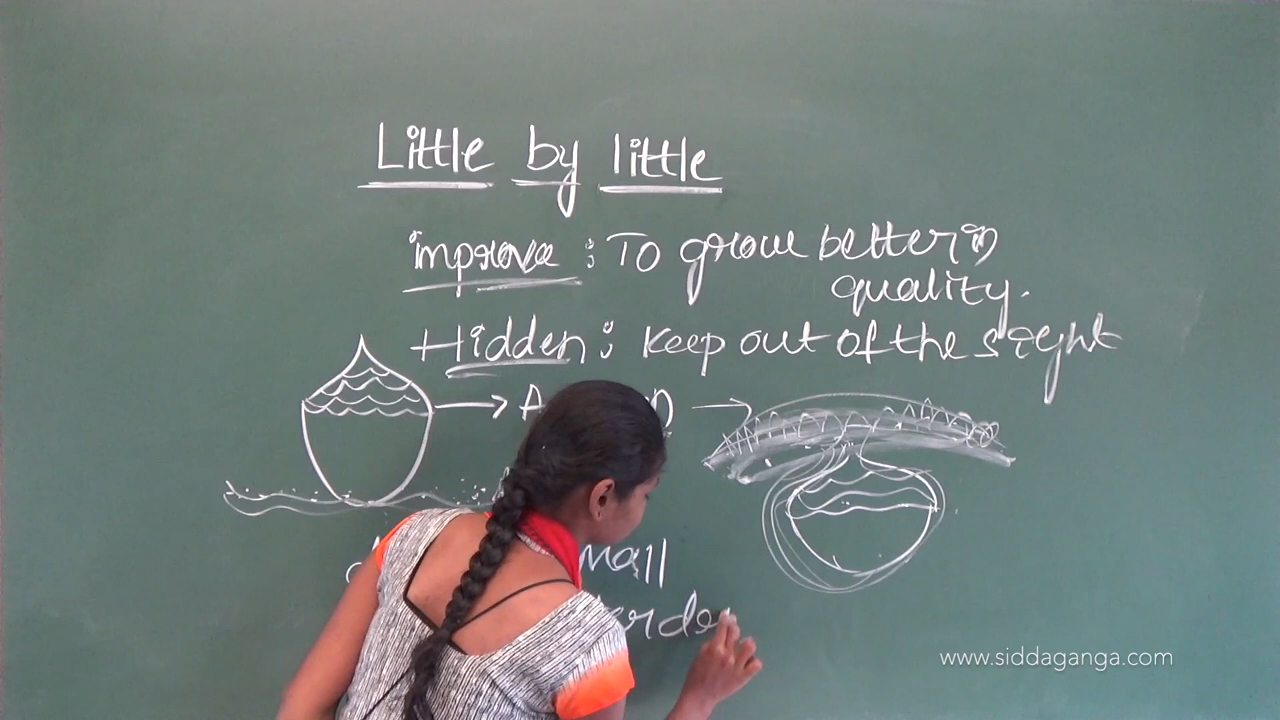 Little by little
improve : To grow better in
quality.
Hidden : Keep out of the sight
mall
erde
www.siddaganga.com